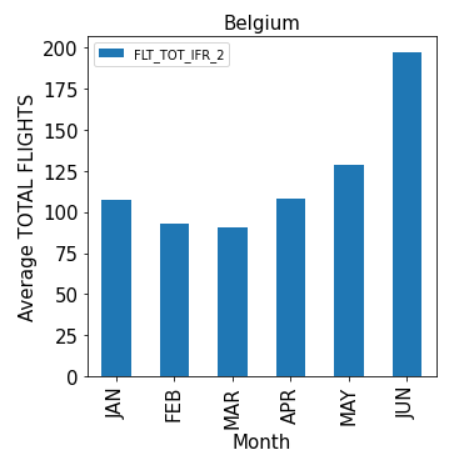 Belgium
FLT_TOT_IFR_2
Average TOTAL FLIGHTS
200
175
150
125
100
75
50
25
0
JAN
FEB
MAR
APR
MAY
JUN
Month